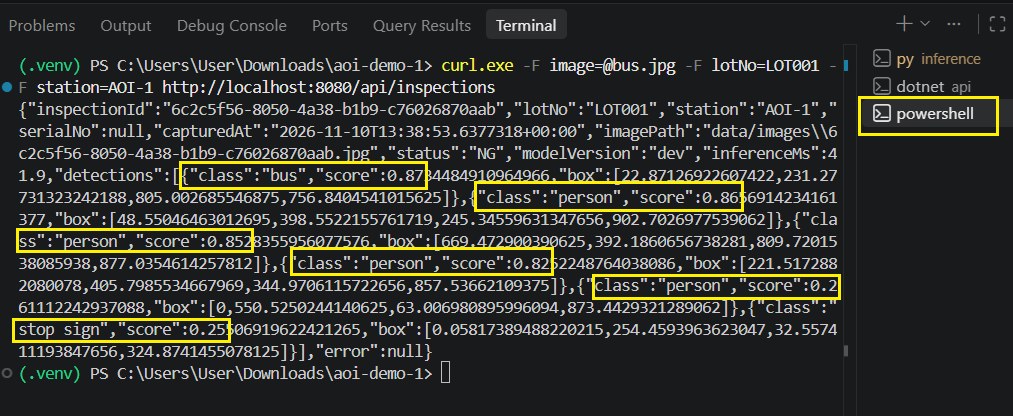 Problems Output Debug Console Ports Query Results Terminal
(.venv) PS C:\Users\User\Downloads\aoi-demo-1> curl.exe -F image=@bus.jpg -F lotNo=LOT001 -
F station=AOI-1 http://localhost:8080/api/inspections
{"inspectionId":"6c2c5f56-8050-4a38-b1b9-c76026870aab","lotNo":"LOT001","station":"AOI-1","
serialNo":null,"capturedAt":"2026-11-10T13:38:53.6377318+00:00","imagePath":"data/images\\6
c2c5f56-8050-4a38-b1b9-c76026870aab.jpg","status":"NG","modelVersion":"dev","inferenceMs":4
1.9,"detections":[{"class":"bus","score":0.8734484910964966,"box":[22.87126922607422,231.27
731323242188,805.002685546875,756.8404541015625]},{"class":"person","score":0.8656914234161
377,"box":[48.55046463012695,398.5522155761719,245.34559631347656,902.7026977539062]},{"cla
ss":"person","score":0.8528355956077576,"box":[669.472900390625,392.1860656738281,809.72015
38085938,877.0354614257812]},{"class":"person","score":0.8252248764038086,"box":[221.517288
2080078,405.7985534667969,344.9706115722656,857.53662109375]},{"class":"person","score":0.2
61112242937088,"box":[0,550.5250244140625,63.006980895996094,873.4429321289062]},{"class":"
stop sign","score":0.25506919622421265,"box":[0.05817389488220215,254.4593963623047,32.5574
11193847656,324.8741455078125]}],"error":null}
(.venv) PS C:\Users\User\Downloads\aoi-demo-1>
py inference
dotnet api
powershell